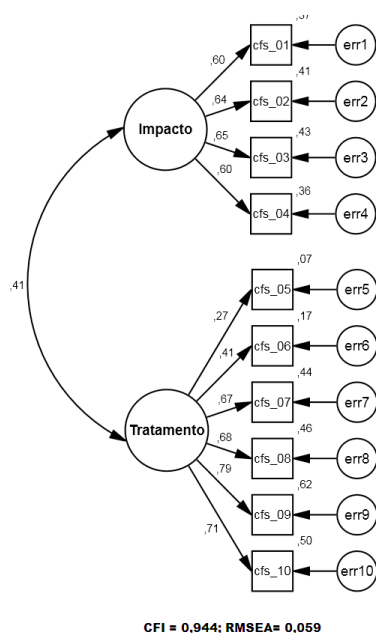 ,37
cfs_01
err1
,60
,41
cfs_02
err2
,64
Impacto
,43
,65
cfs_03
err3
,60
,36
cfs_04
err4
,41
,07
cfs_05
err5
,27
,17
cfs_06
err6
,41
,44
cfs_07
err7
,67
Tratamento
,46
,68
cfs_08
err8
,79
,62
cfs_09
err9
,71
,50
cfs_10
err10
CFI = 0,944; RMSEA= 0,059